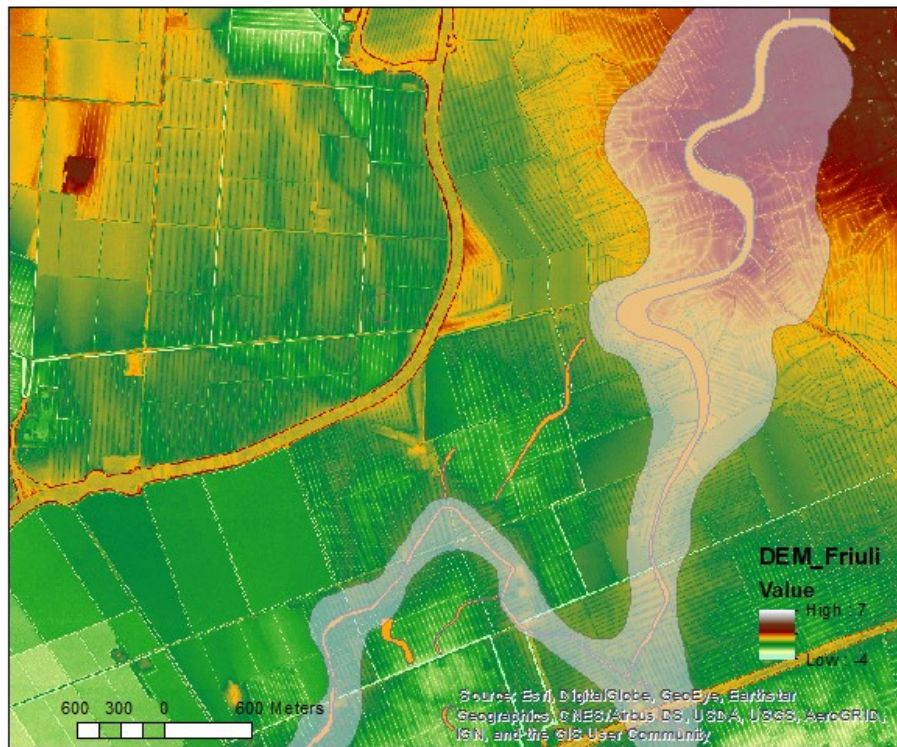 DEM_Friuli
Value
High : 7
Low : -4
600 300 0 600 Meters
Source: Esri, DigitalGlobe, GeoEye, Earthstar
Geographics, CNES/Airbus DS, USDA, USGS, AeroGRID,
IGN, and the GIS User Community